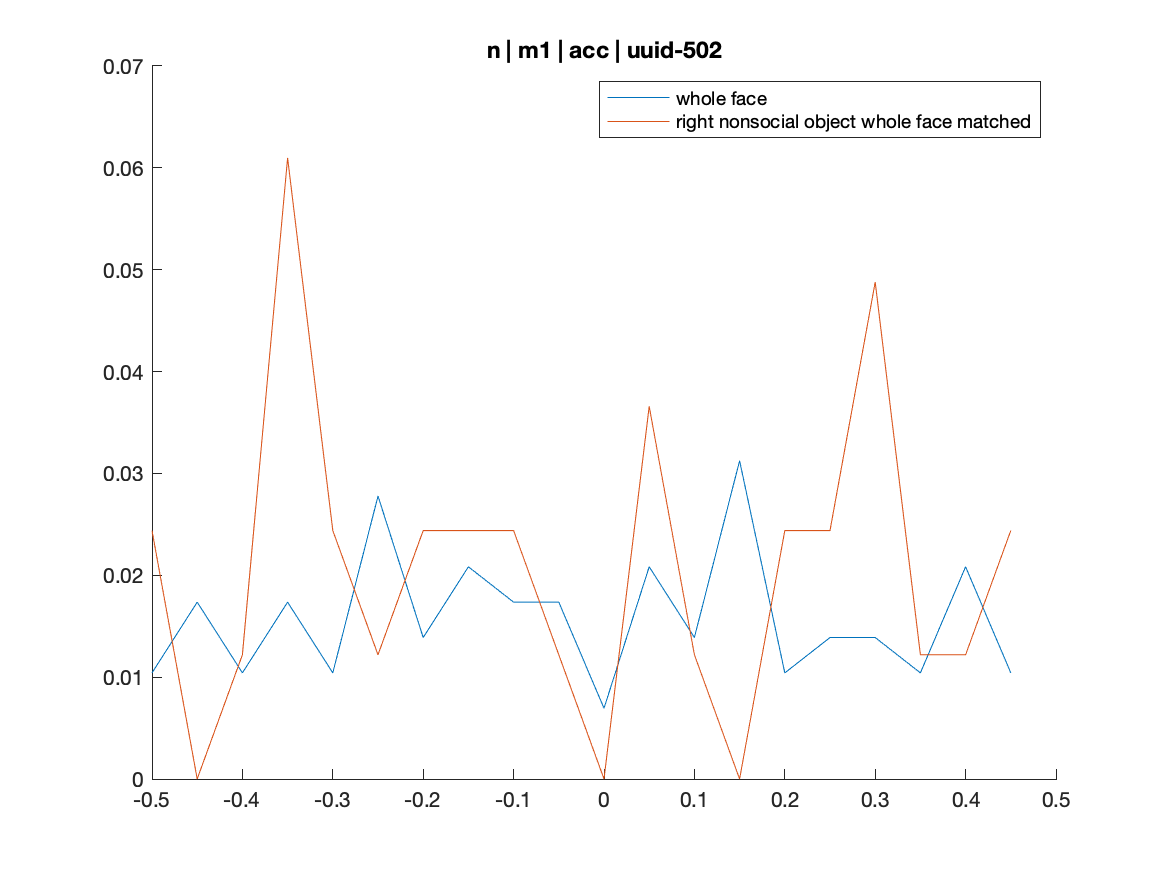 n | m1 | acc | uuid-502
whole face
right nonsocial object whole face matched
0.07
0.06
0.05
0.04
0.03
0.02
0.01
0
-0.5 -0.4 -0.3 -0.2 -0.1 0 0.1 0.2 0.3 0.4 0.5